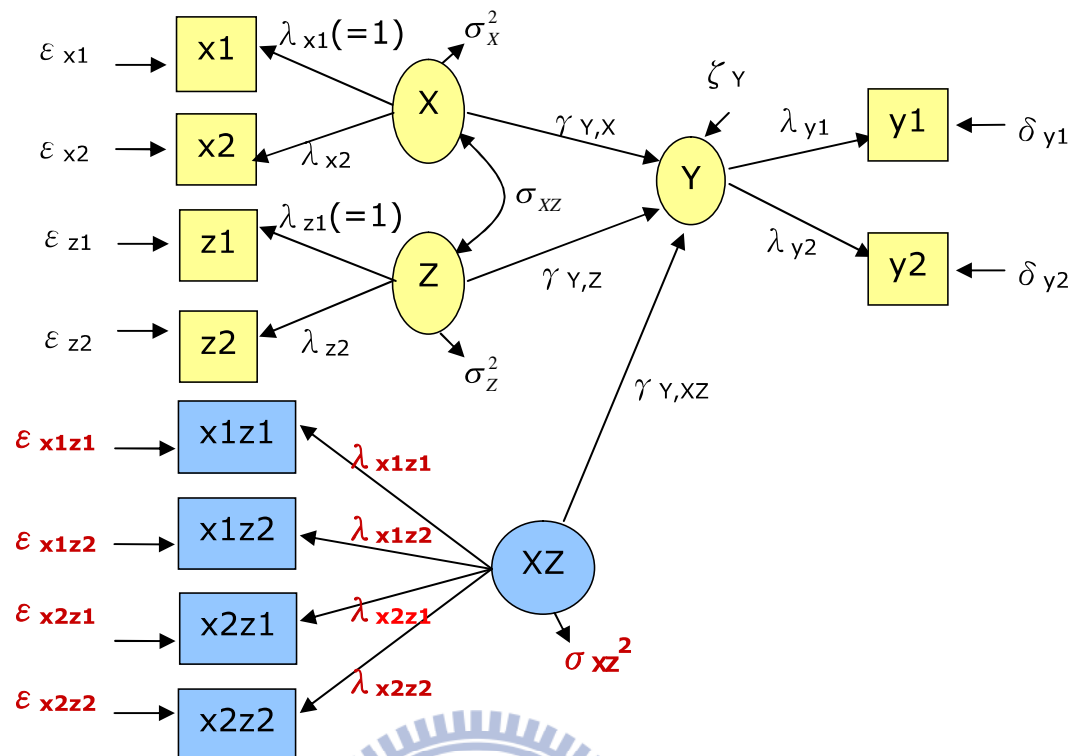 ε x1
x1
λ x1(=1)
σ²X
X
ζ Y
ε x2
x2
λ x2
γ Y,X
λ y1
y1
δ y1
Y
σXZ
ε z1
z1
λ z1(=1)
Z
γ Y,Z
λ y2
y2
δ y2
ε z2
z2
λ z2
σ²Z
γ Y,XZ
ε x1z1
x1z1
λ x1z1
ε x1z2
x1z2
λ x1z2
XZ
ε x2z1
x2z1
λ x2z1
σ xz²
ε x2z2
x2z2
λ x2z2